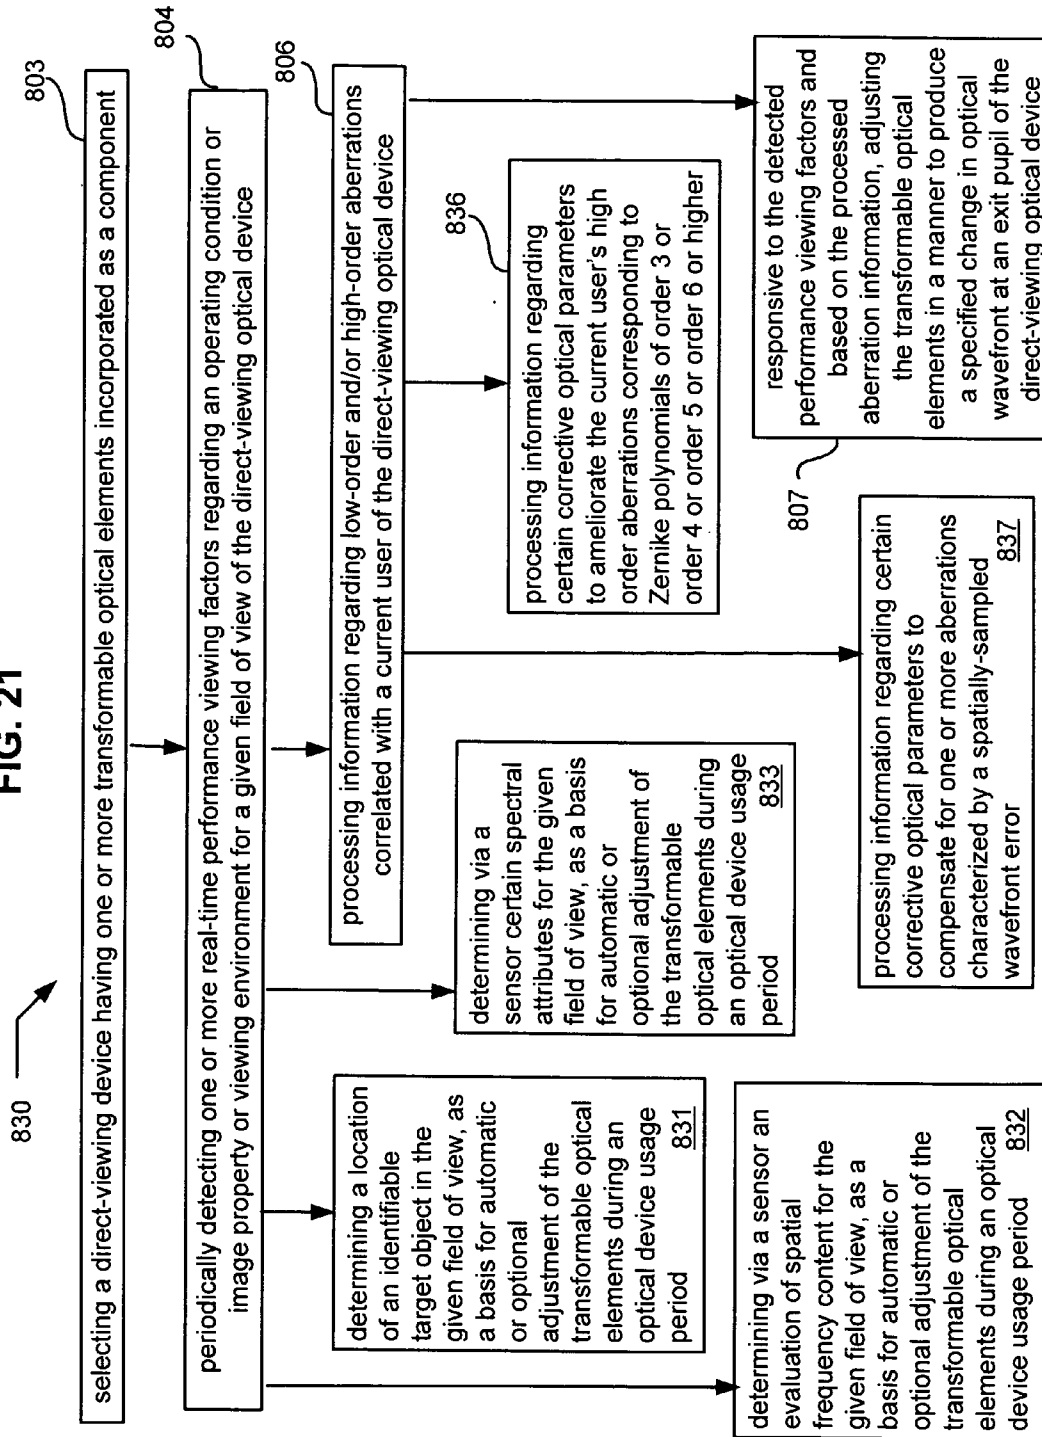 FIG. 21
830
803
selecting a direct-viewing device having one or more transformable optical elements incorporated as a component
804
periodically detecting one or more real-time performance viewing factors regarding an operating condition or
image property or viewing environment for a given field of view of the direct-viewing optical device
806
processing information regarding low-order and/or high-order aberrations
correlated with a current user of the direct-viewing optical device
determining a location
of an identifiable
target object in the
given field of view, as
a basis for automatic
or optional
adjustment of the
transformable optical
elements during an
optical device usage
period 831
determining via a sensor an
evaluation of spatial
frequency content for the
given field of view, as a
basis for automatic or
optional adjustment of the
transformable optical
elements during an optical
device usage period 832
determining via a
sensor certain spectral
attributes for the given
field of view, as a basis
for automatic or
optional adjustment of
the transformable
optical elements during
an optical device usage
period 833
836
processing information regarding
certain corrective optical parameters
to ameliorate the current user's high
order aberrations corresponding to
Zernike polynomials of order 3 or
order 4 or order 5 or order 6 or higher
processing information regarding certain
corrective optical parameters to
compensate for one or more aberrations
characterized by a spatially-sampled
wavefront error 837
807
responsive to the detected
performance viewing factors and
based on the processed
aberration information, adjusting
the transformable optical
elements in a manner to produce
a specified change in optical
wavefront at an exit pupil of the
direct-viewing optical device